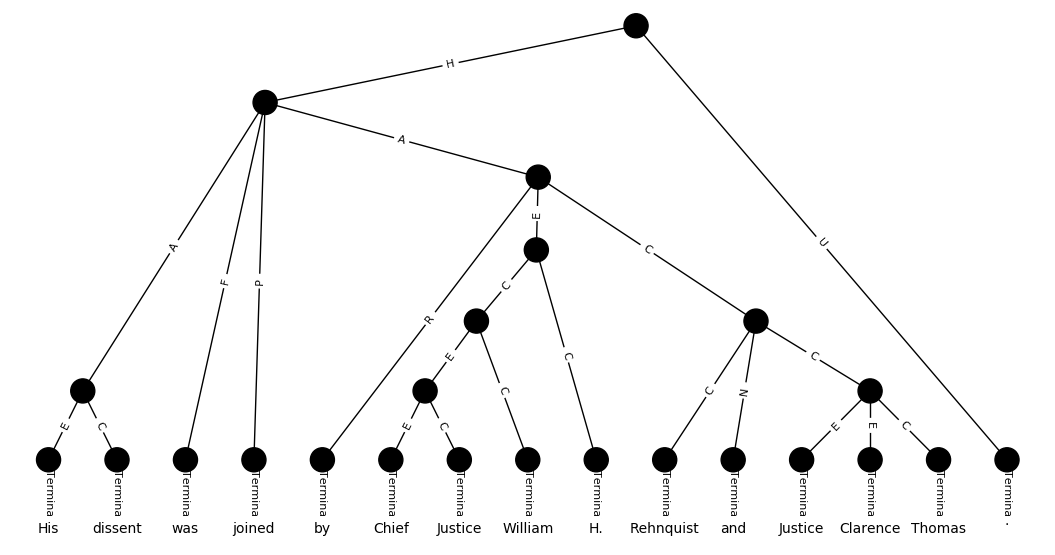 H
A
A
F
P
E
C
U
R
C
E
C
C
C
N
C
E
C
E
C
E
E
C
Termina Termina Termina Termina Termina Termina Termina Termina Termina Termina Termina Termina Termina Termina Termina
His dissent was joined by Chief Justice William H. Rehnquist and Justice Clarence Thomas .